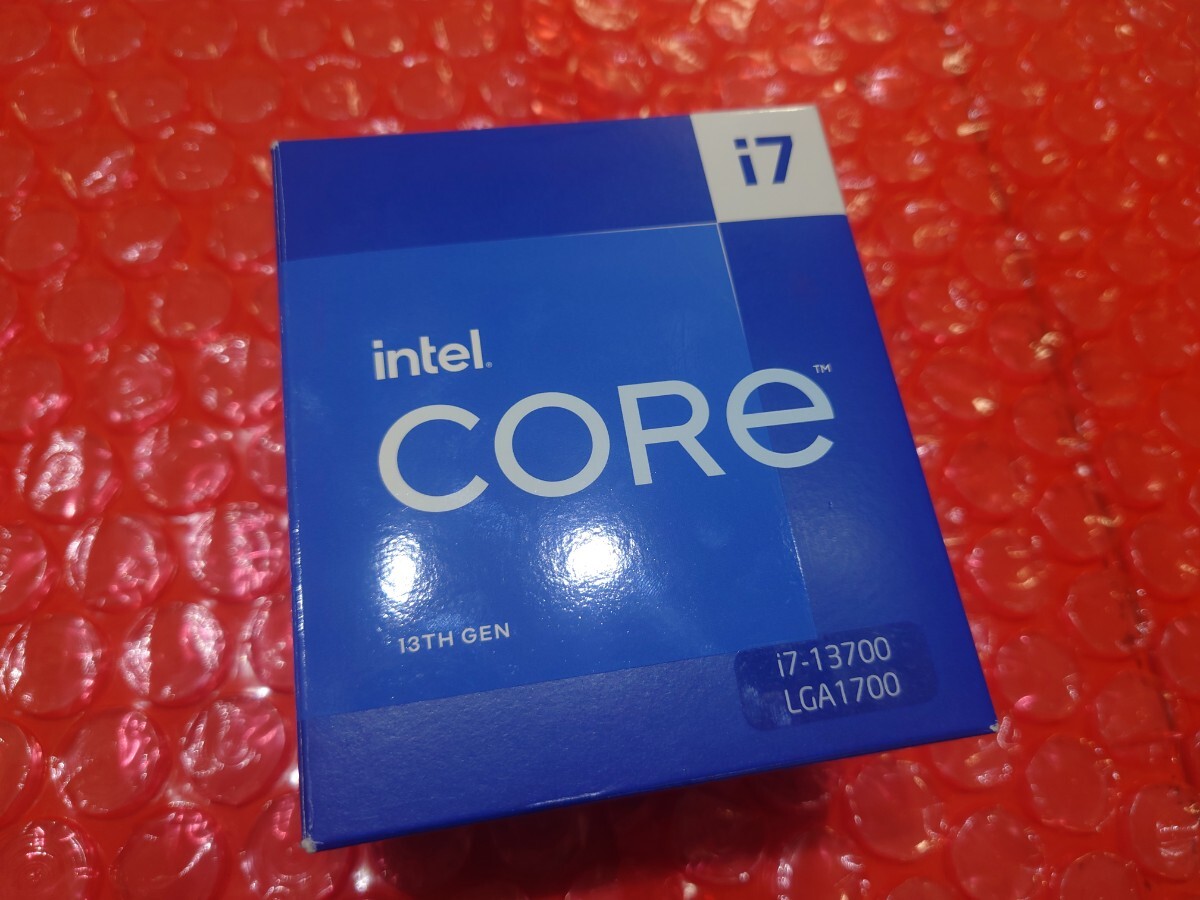 i7
intel.
CORe™
13TH GEN
i7-13700
LGA1700